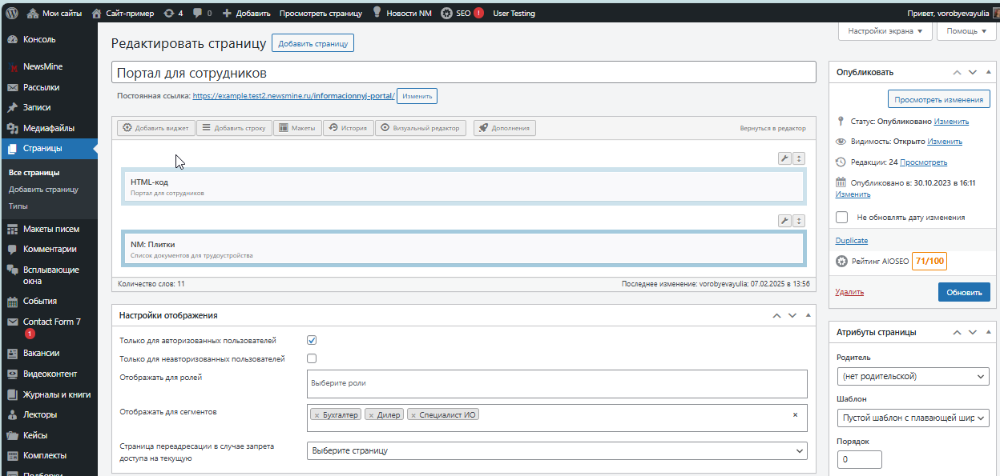 Мои сайты Сайт-пример 4 0 Добавить Просмотреть страницу Новости NM SEO ! User Testing Привет, vorobyevayulia
Настройки экрана Помощь
Консоль
NewsMine
Рассылки
Записи
Медиафайлы
Страницы
Все страницы
Добавить страницу
Типы
Макеты писем
Комментарии
Всплывающие
окна
События
Contact Form 7
1
Вакансии
Видеоконтент
Журналы и книги
Лекторы
Кейсы
Комплекты
Подборки
Редактировать страницу Добавить страницу
Портал для сотрудников
Постоянная ссылка: https://example.test2.newsmine.ru/informacionnyj-portal/ Изменить
Добавить виджет Добавить строку Макеты История Визуальный редактор Дополнения Вернуться в редактор
HTML-код
Портал для сотрудников
NM: Плитки
Список документов для трудоустройства
Количество слов: 11 Последнее изменение: vorobyevayulia; 07.02.2025 в 13:56
Настройки отображения
Только для авторизованных пользователей
Только для неавторизованных пользователей
Отображать для ролей Выберите роли
Отображать для сегментов × Бухгалтер × Дилер × Специалист ИО ×
Страница переадресации в случае запрета
доступа на текущую Выберите страницу
Опубликовать
Просмотреть изменения
Статус: Опубликовано Изменить
Видимость: Открыто Изменить
Редакции: 24 Просмотреть
Опубликовано в: 30.10.2023 в 16:11
Изменить
Не обновлять дату изменения
Duplicate
Рейтинг AIOSEO 71/100
Удалить Обновить
Атрибуты страницы
Родитель
(нет родительской)
Шаблон
Пустой шаблон с плавающей шир
Порядок
0